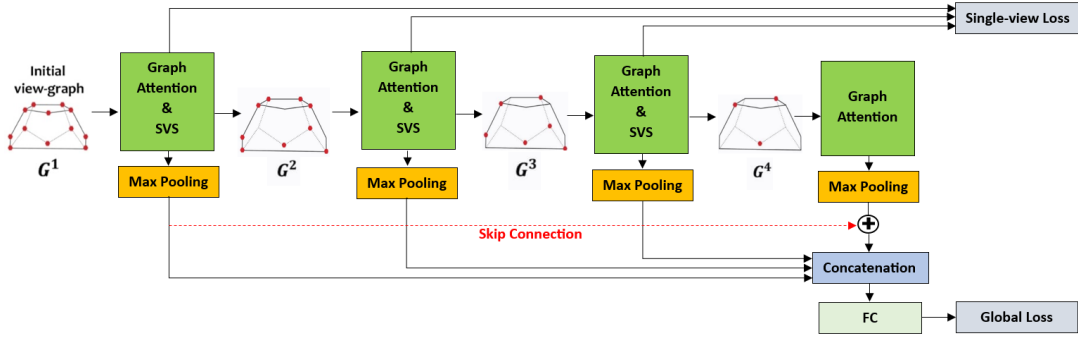 Single-view Loss
Initial
view-graph
G¹
Graph
Attention
&
SVS
G²
Graph
Attention
&
SVS
G³
Graph
Attention
&
SVS
G⁴
Graph
Attention
Max Pooling
Max Pooling
Max Pooling
Max Pooling
Skip Connection
+
Concatenation
FC
Global Loss